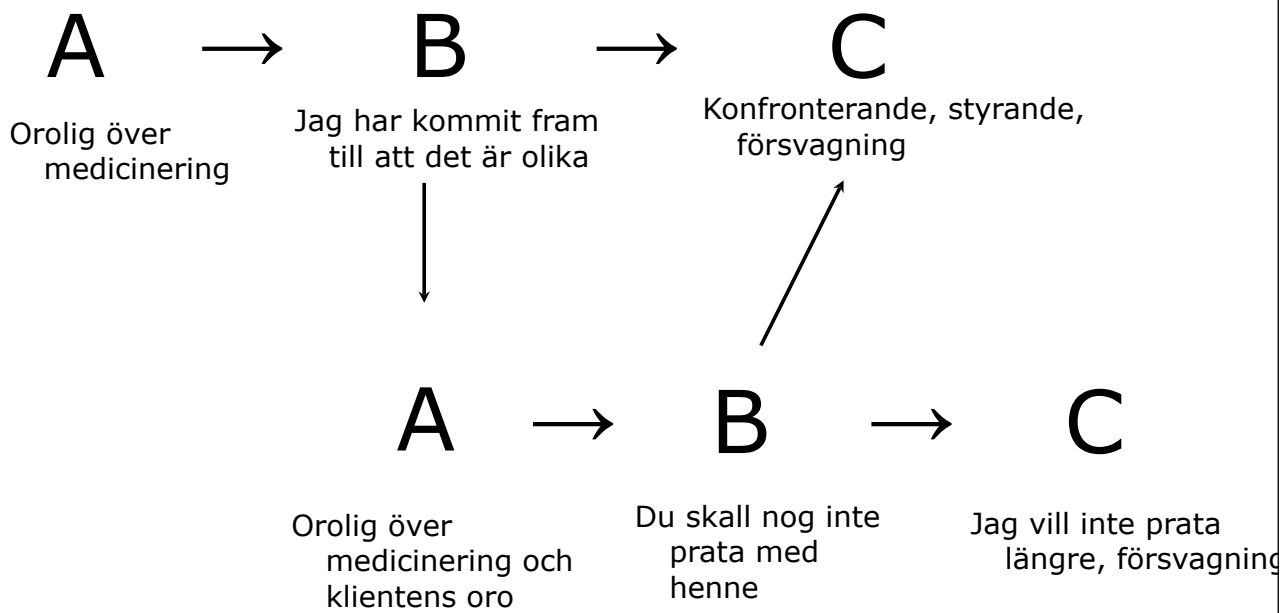 A → B → C
Orolig över
medicinering
Jag har kommit fram
till att det är olika
Konfronterande, styrande,
försvagning
A → B → C
Orolig över
medicinering och
klientens oro
Du skall nog inte
prata med
henne
Jag vill inte prata
längre, försvagning